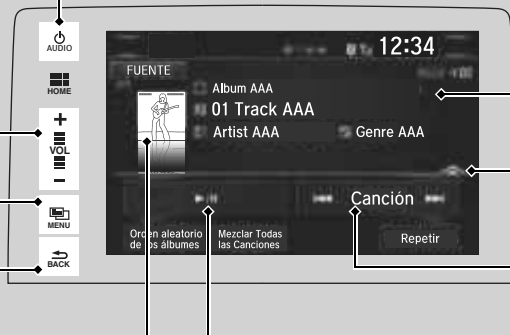 AUDIO
HOME
+
VOL
−
MENU
BACK
12:34
FUENTE
Album AAA
01 Track AAA
Artist AAA
Genre AAA
Canción
Orden aleatorio
de los álbumes
Mezclar Todas
las Canciones
Repetir